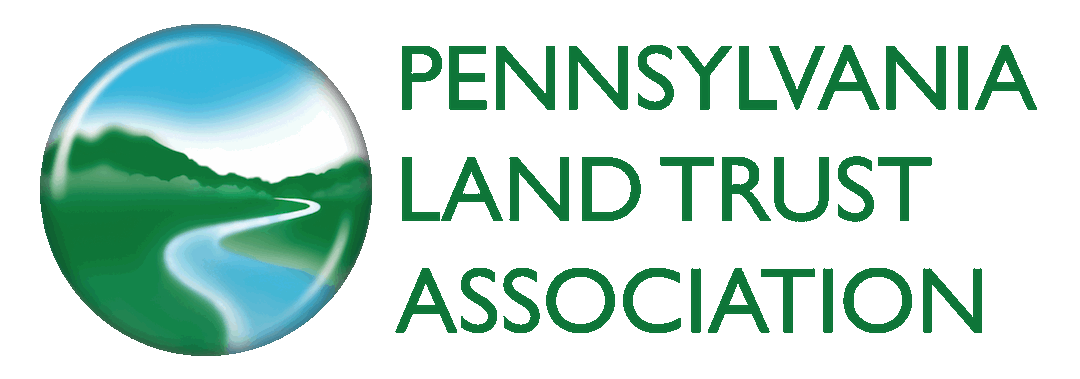 PENNSYLVANIA
LAND TRUST
ASSOCIATION